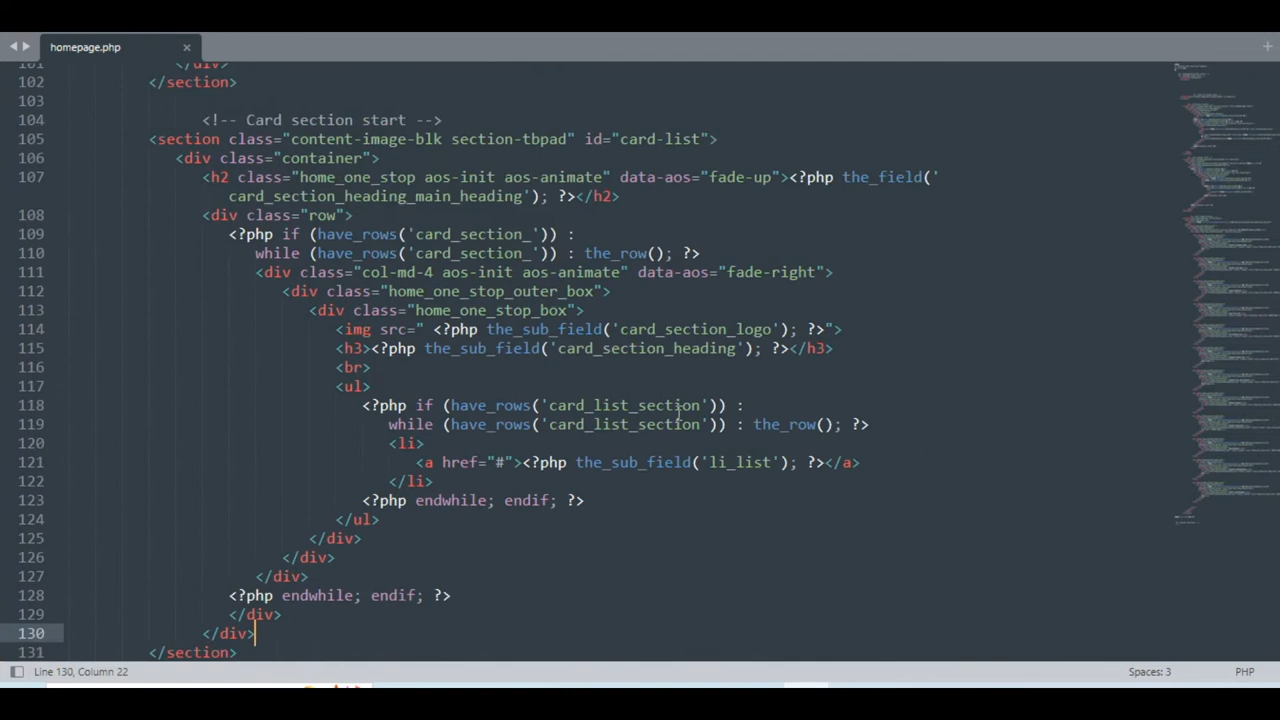 homepage.php
101 </div>
102 </section>
103
104 <!-- Card section start -->
105 <section class="content-image-blk section-tbpad" id="card-list">
106 <div class="container">
107 <h2 class="home_one_stop aos-init aos-animate" data-aos="fade-up"><?php the_field('
card_section_heading_main_heading'); ?></h2>
108 <div class="row">
109 <?php if (have_rows('card_section_')) :
110 while (have_rows('card_section_')) : the_row(); ?>
111 <div class="col-md-4 aos-init aos-animate" data-aos="fade-right">
112 <div class="home_one_stop_outer_box">
113 <div class="home_one_stop_box">
114 <img src=" <?php the_sub_field('card_section_logo'); ?>">
115 <h3><?php the_sub_field('card_section_heading'); ?></h3>
116 <br>
117 <ul>
118 <?php if (have_rows('card_list_section')) :
119 while (have_rows('card_list_section')) : the_row(); ?>
120 <li>
121 <a href="#"><?php the_sub_field('li_list'); ?></a>
122 </li>
123 <?php endwhile; endif; ?>
124 </ul>
125 </div>
126 </div>
127 </div>
128 <?php endwhile; endif; ?>
129 </div>
130 </div>
131 </section>
Line 130, Column 22
Spaces: 3
PHP